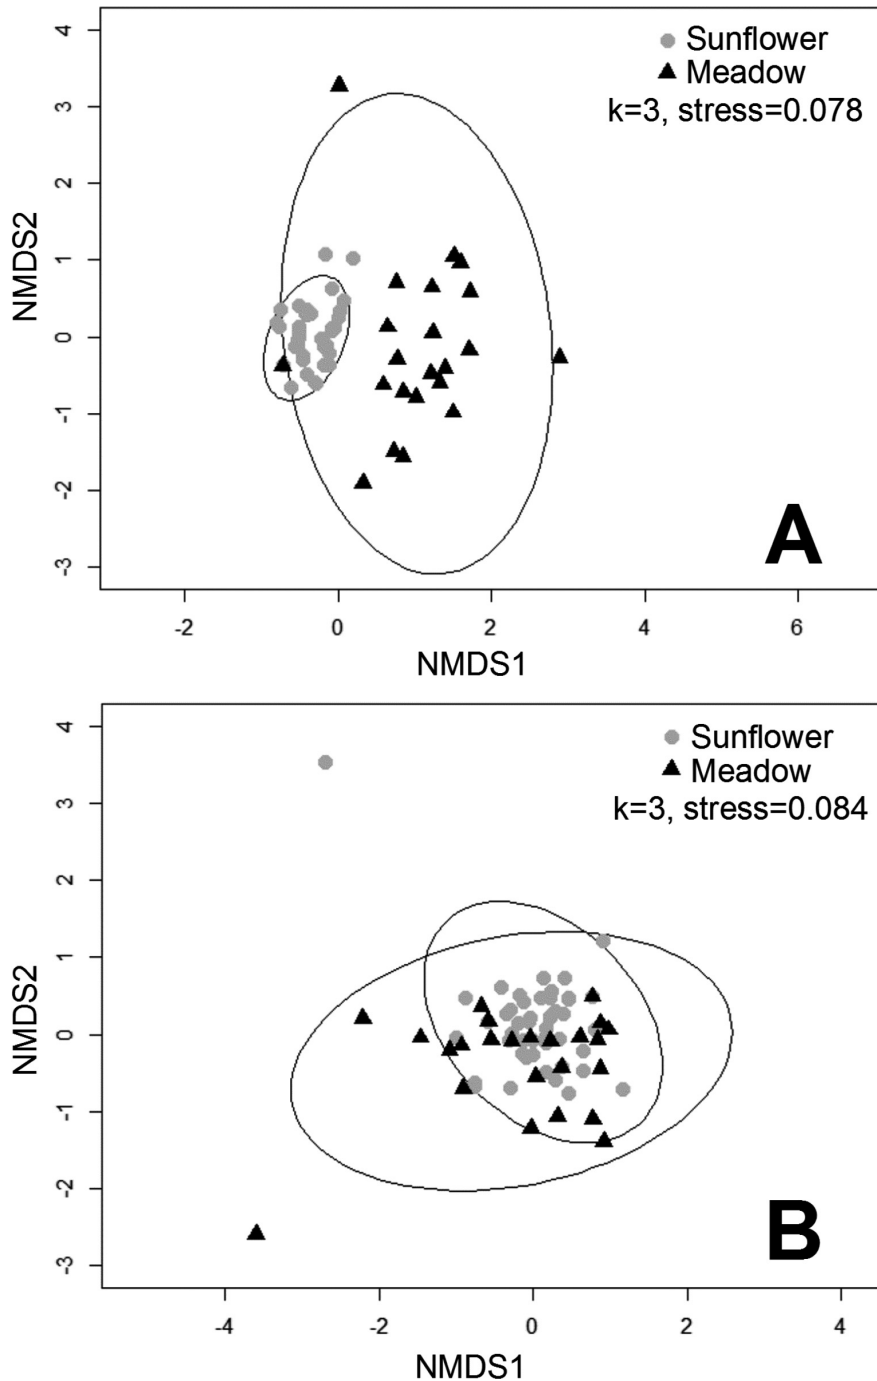 4
3
2
1
0
-1
-2
-3
NMDS2
Sunflower
Meadow
k=3, stress=0.078
A
-2 0 2 4 6
NMDS1
4
3
2
1
0
-1
-2
-3
NMDS2
Sunflower
Meadow
k=3, stress=0.084
B
-4 -2 0 2 4
NMDS1